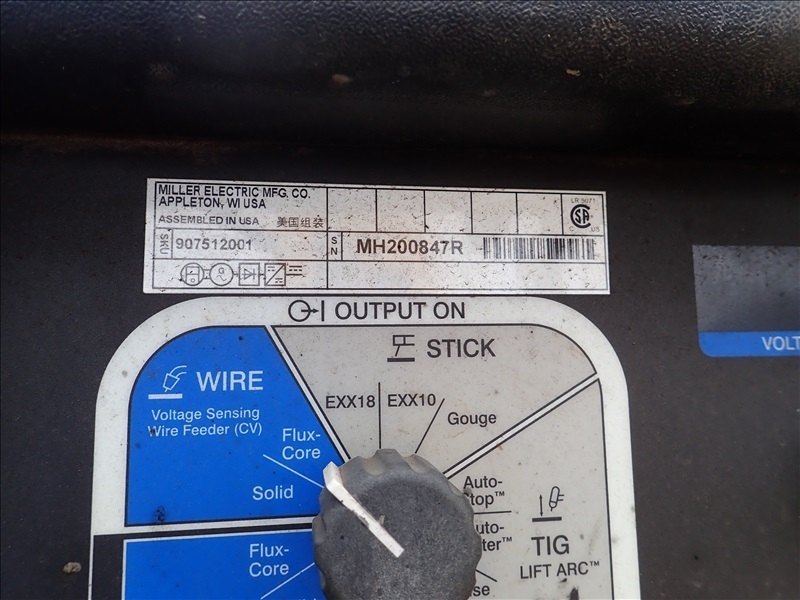 MILLER ELECTRIC MFG. CO.
APPLETON, WI USA
ASSEMBLED IN USA 美国组装
LR 5071
SKU 907512001
SN MH200847R
OUTPUT ON
WIRE
Voltage Sensing
Wire Feeder (CV)
Flux-
Core
Solid
STICK
EXX18
EXX10
Gouge
Auto-
Stop™
TIG
LIFT ARC™
Flux-
Core
VOLT